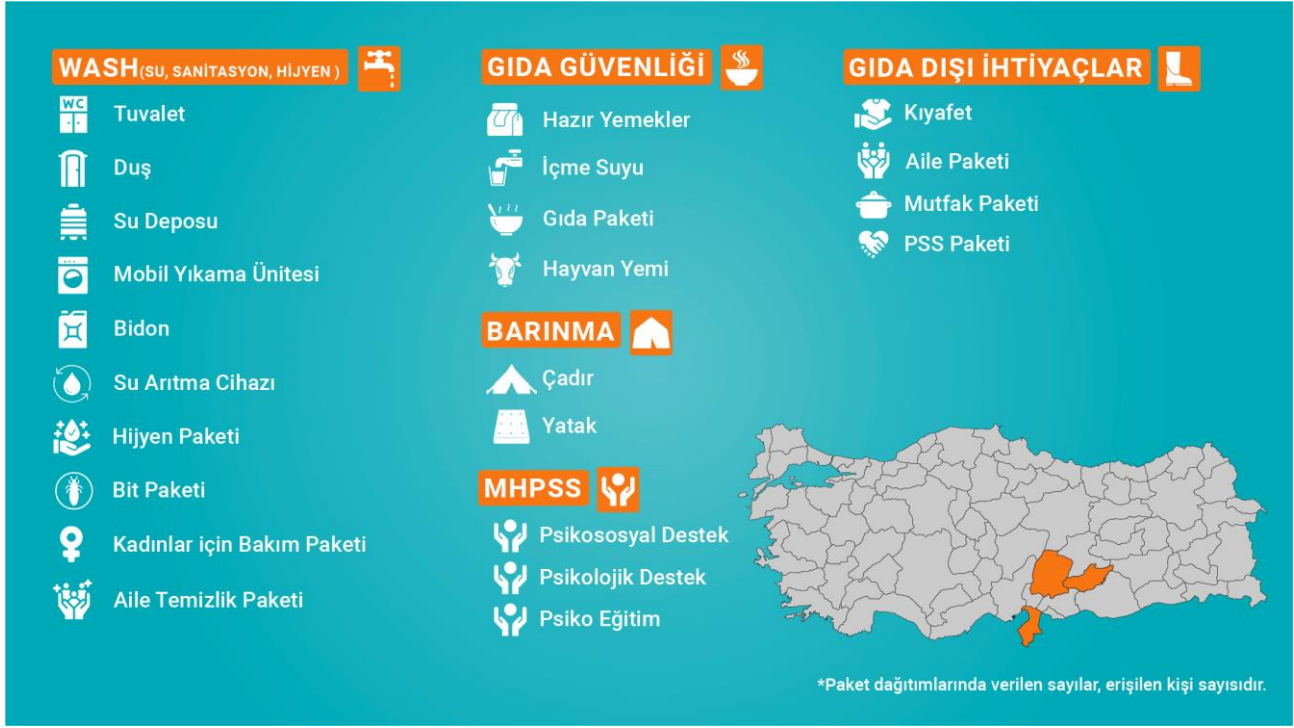 WASH(SU, SANİTASYON, HİJYEN )
WC
Tuvalet
Duş
Su Deposu
Mobil Yıkama Ünitesi
Bidon
Su Arıtma Cihazı
Hijyen Paketi
Bit Paketi
Kadınlar için Bakım Paketi
Aile Temizlik Paketi
GIDA GÜVENLİĞİ
Hazır Yemekler
İçme Suyu
Gıda Paketi
Hayvan Yemi
BARINMA
Çadır
Yatak
MHPSS
Psikososyal Destek
Psikolojik Destek
Psiko Eğitim
GIDA DIŞI İHTİYAÇLAR
Kıyafet
Aile Paketi
Mutfak Paketi
PSS Paketi
*Paket dağıtımlarında verilen sayılar, erişilen kişi sayısıdır.